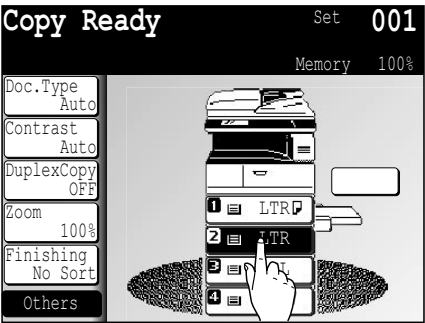 Copy Ready
Set 001
Memory 100%
Doc.Type
Auto
Contrast
Auto
DuplexCopy
OFF
Zoom
100%
Finishing
No Sort
Others
1 LTR
2 LTR
3
4